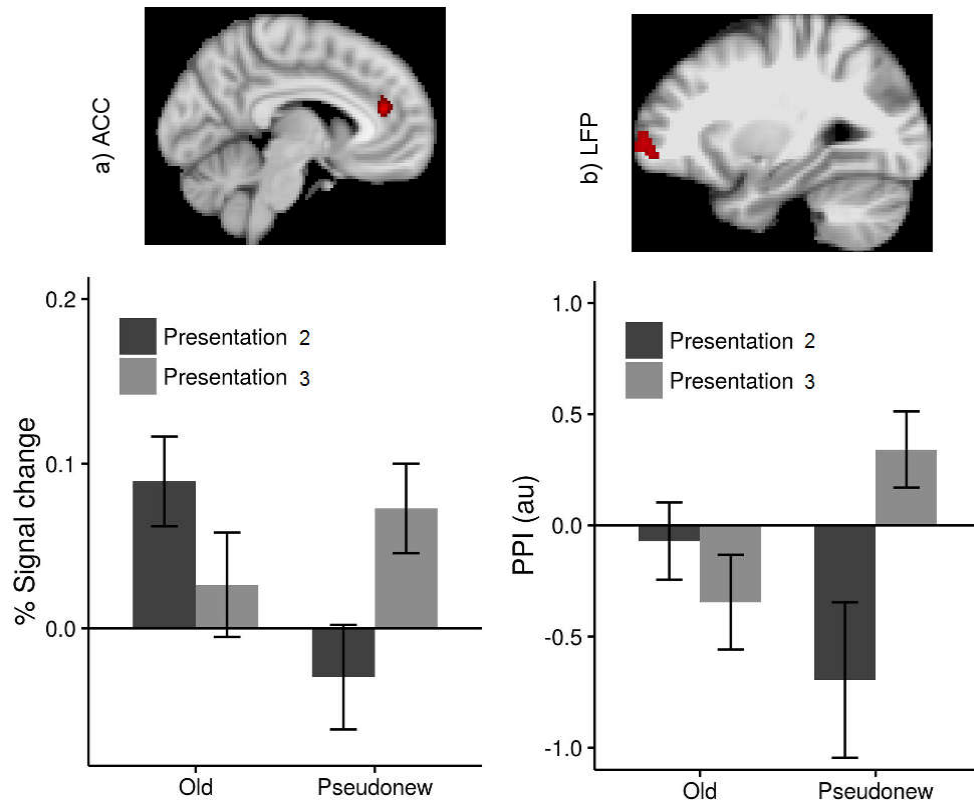 a) ACC
0.2
Presentation 2
Presentation 3
0.1
0.0
% Signal change
Old
Pseudonew
b) LFP
1.0
Presentation 2
Presentation 3
0.5
0.0
-0.5
-1.0
PPI (au)
Old
Pseudonew